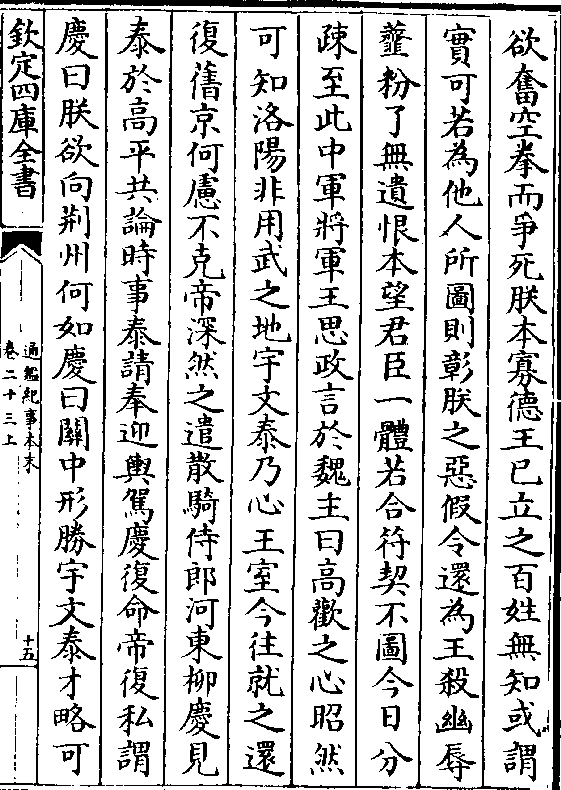 欲奮空拳而爭死朕本寡德王已立之百姓無知或謂
實可若為他人所圖則彰朕之惡假令還為王殺幽辱
虀粉了無遺恨本望君臣一體若合符契不圖今日分
疎至此中軍將軍王思政言於魏主曰高歡之心昭然
可知洛陽非用武之地宇文泰乃心王室今往就之還
復舊京何慮不克帝深然之遣散騎侍郎河東柳慶見
泰於高平共論時事泰請奉迎輿駕慶復命帝復私謂
慶曰朕欲向荆州何如慶曰關中形勝宇文泰才略可
欽定四庫全書
通鑑紀事本末
卷二十三上
十五